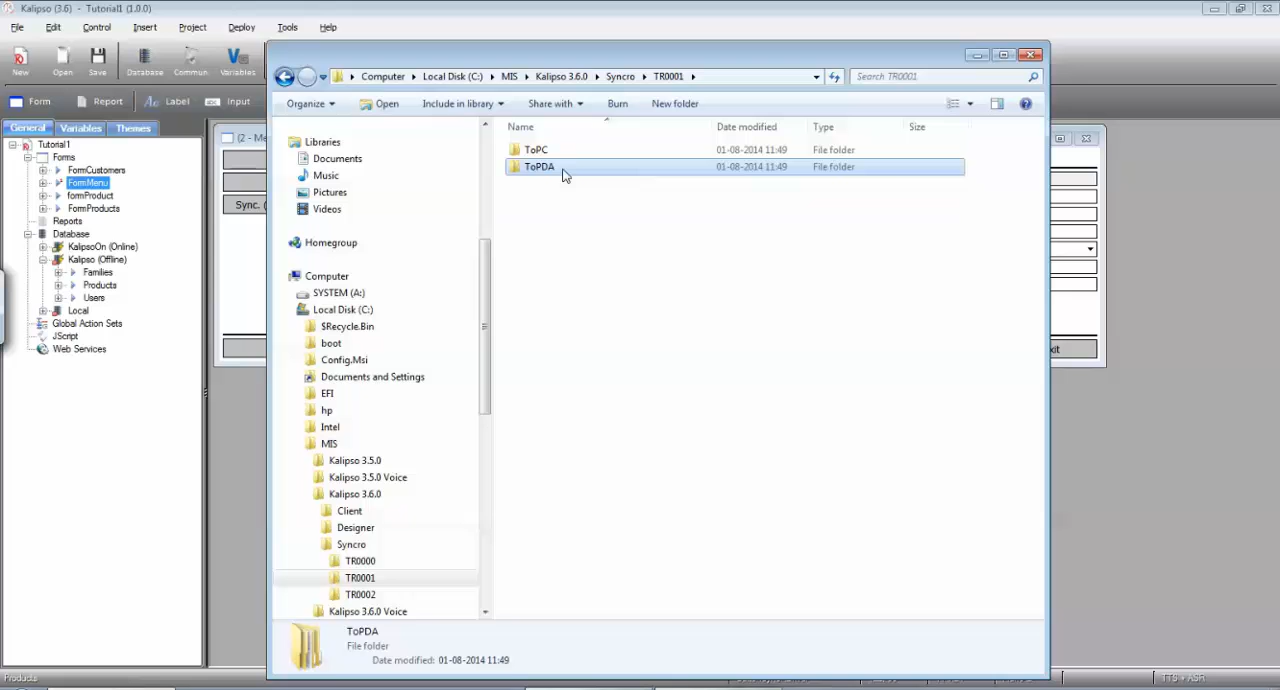 Kalipso (3.6) - Tutorial1 (1.0.0)
File Edit Control Insert Project Deploy Tools Help
New Open Save Database Commun. Variables
Form Report Label Input
General Variables Themes
Tutorial1
Forms
FormCustomers
FormMenu
formProduct
FormProducts
Reports
Database
KalipsoOn (Online)
Kalipso (Offline)
Families
Products
Users
Local
Global Action Sets
JScript
Web Services
(2 - Me
Sync. (
Computer Local Disk (C:) MIS Kalipso 3.6.0 Syncro TR0001
Search TR0001
Organize Open Include in library Share with Burn New folder
Libraries
Documents
Music
Pictures
Videos
Homegroup
Computer
SYSTEM (A:)
Local Disk (C:)
$Recycle.Bin
boot
Config.Msi
Documents and Settings
EFI
hp
Intel
MIS
Kalipso 3.5.0
Kalipso 3.5.0 Voice
Kalipso 3.6.0
Client
Designer
Syncro
TR0000
TR0001
TR0002
Kalipso 3.6.0 Voice
Name Date modified Type Size
ToPC 01-08-2014 11:49 File folder
ToPDA 01-08-2014 11:49 File folder
xit
ToPDA
File folder
Date modified: 01-08-2014 11:49
Products
TTS + ASR